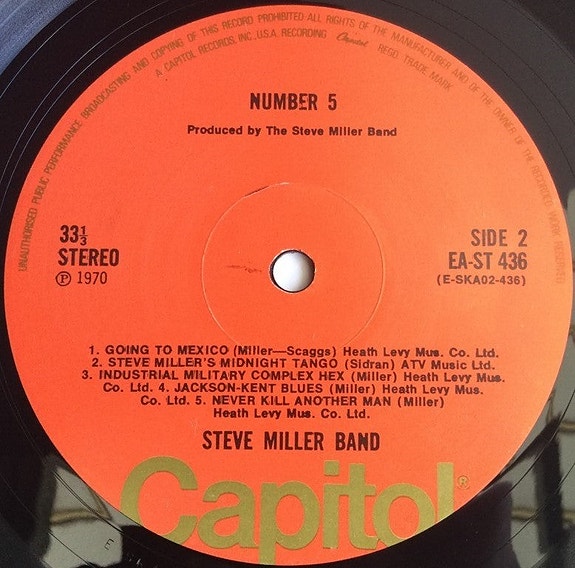 UNAUTHORISED PUBLIC PERFORMANCE BROADCASTING AND COPYING OF THIS RECORD PROHIBITED ALL RIGHTS OF THE MANUFACTURER AND OF THE OWNER OF THE RECORDED WORK RESERVED
A CAPITOL RECORDS, INC., U.S.A. RECORDING Capitol REGD TRADE MARK
NUMBER 5
Produced by The Steve Miller Band
33⅓
STEREO
Ⓟ 1970
SIDE 2
EA-ST 436
(E-SKA02-436)
1. GOING TO MEXICO (Miller—Scaggs) Heath Levy Mus. Co. Ltd.
2. STEVE MILLER'S MIDNIGHT TANGO (Sidran) ATV Music Ltd.
3. INDUSTRIAL MILITARY COMPLEX HEX (Miller) Heath Levy Mus.
Co. Ltd. 4. JACKSON-KENT BLUES (Miller) Heath Levy Mus.
Co. Ltd. 5. NEVER KILL ANOTHER MAN (Miller)
Heath Levy Mus. Co. Ltd.
STEVE MILLER BAND
Capitol®